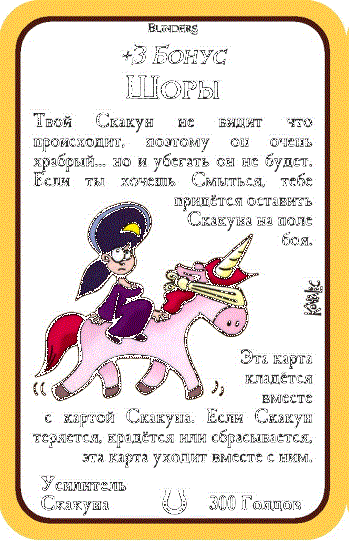 BLINDERS
+3 Бонус
Шоры
Твой Скакун не видит что
происходит, поэтому он очень
храбрый... но и убегать он не будет.
Если ты хочешь Смыться, тебе
придётся оставить
Скакуна на поле
боя.
Эта карта
кладётся
вместе
с картой Скакуна. Если Скакун
теряется, крадётся или сбрасывается,
эта карта уходит вместе с ним.
Усилитель
Скакуна
300 Голдов